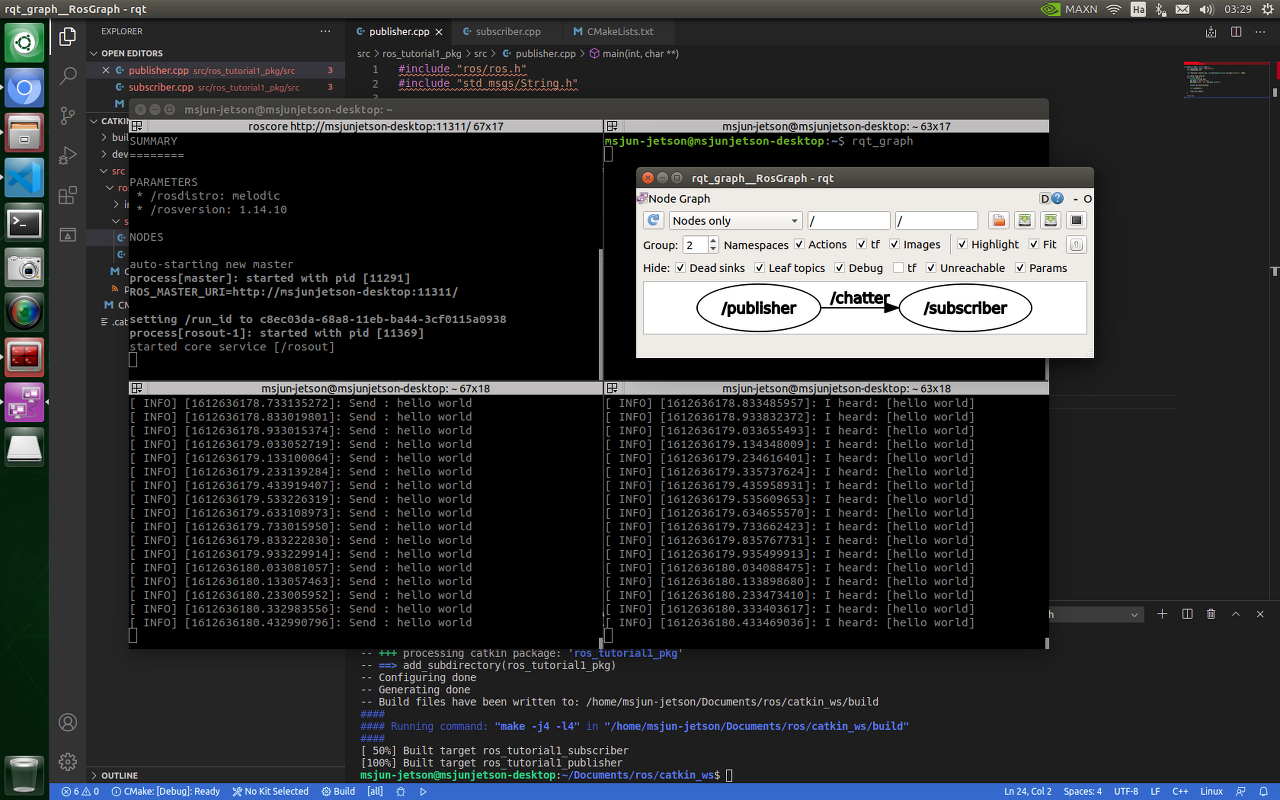 rqt_graph__RosGraph - rqt
MAXN
Ha
03:29
EXPLORER
OPEN EDITORS
publisher.cpp src/ros_tutorial1_pkg/src 3
subscriber.cpp src/ros_tutorial1_pkg/src 3
publisher.cpp
subscriber.cpp
CMakeLists.txt
src > ros_tutorial1_pkg > src > publisher.cpp > main(int, char **)
1 #include "ros/ros.h"
2 #include "std_msgs/String.h"
msjun-jetson@msjunjetson-desktop: ~
roscore http://msjunjetson-desktop:11311/ 67x17
SUMMARY
========
PARAMETERS
* /rosdistro: melodic
* /rosversion: 1.14.10
NODES
auto-starting new master
process[master]: started with pid [11291]
ROS_MASTER_URI=http://msjunjetson-desktop:11311/
setting /run_id to c8ec03da-68a8-11eb-ba44-3cf0115a0938
process[rosout-1]: started with pid [11369]
started core service [/rosout]
msjun-jetson@msjunjetson-desktop: ~ 63x17
msjun-jetson@msjunjetson-desktop:~$ rqt_graph
rqt_graph__RosGraph - rqt
Node Graph
D - O
Nodes only / /
Group: 2 Namespaces Actions tf Images Highlight Fit
Hide: Dead sinks Leaf topics Debug tf Unreachable Params
/publisher /chatter /subscriber
msjun-jetson@msjunjetson-desktop: ~ 67x18
[ INFO] [1612636178.733135272]: Send : hello world
[ INFO] [1612636178.833019801]: Send : hello world
[ INFO] [1612636178.933015374]: Send : hello world
[ INFO] [1612636179.033052719]: Send : hello world
[ INFO] [1612636179.133100064]: Send : hello world
[ INFO] [1612636179.233139284]: Send : hello world
[ INFO] [1612636179.433919407]: Send : hello world
[ INFO] [1612636179.533226319]: Send : hello world
[ INFO] [1612636179.633108973]: Send : hello world
[ INFO] [1612636179.733015950]: Send : hello world
[ INFO] [1612636179.833222830]: Send : hello world
[ INFO] [1612636179.933229914]: Send : hello world
[ INFO] [1612636180.033081057]: Send : hello world
[ INFO] [1612636180.133057463]: Send : hello world
[ INFO] [1612636180.233005952]: Send : hello world
[ INFO] [1612636180.332983556]: Send : hello world
[ INFO] [1612636180.432990796]: Send : hello world
msjun-jetson@msjunjetson-desktop: ~ 63x18
[ INFO] [1612636178.833485957]: I heard: [hello world]
[ INFO] [1612636178.933832372]: I heard: [hello world]
[ INFO] [1612636179.033655493]: I heard: [hello world]
[ INFO] [1612636179.134348009]: I heard: [hello world]
[ INFO] [1612636179.234616401]: I heard: [hello world]
[ INFO] [1612636179.335737624]: I heard: [hello world]
[ INFO] [1612636179.435958931]: I heard: [hello world]
[ INFO] [1612636179.535609653]: I heard: [hello world]
[ INFO] [1612636179.634655570]: I heard: [hello world]
[ INFO] [1612636179.733662423]: I heard: [hello world]
[ INFO] [1612636179.835767731]: I heard: [hello world]
[ INFO] [1612636179.935499913]: I heard: [hello world]
[ INFO] [1612636180.034088475]: I heard: [hello world]
[ INFO] [1612636180.133898680]: I heard: [hello world]
[ INFO] [1612636180.233473410]: I heard: [hello world]
[ INFO] [1612636180.333403617]: I heard: [hello world]
[ INFO] [1612636180.433469036]: I heard: [hello world]
-- +++ processing catkin package: 'ros_tutorial1_pkg'
-- ==> add_subdirectory(ros_tutorial1_pkg)
-- Configuring done
-- Generating done
-- Build files have been written to: /home/msjun-jetson/Documents/ros/catkin_ws/build
####
#### Running command: "make -j4 -l4" in "/home/msjun-jetson/Documents/ros/catkin_ws/build"
####
[ 50%] Built target ros_tutorial1_subscriber
[100%] Built target ros_tutorial1_publisher
msjun-jetson@msjunjetson-desktop:~/Documents/ros/catkin_ws$
OUTLINE
6 0 CMake: [Debug]: Ready No Kit Selected Build [all] Ln 24, Col 2 Spaces: 4 UTF-8 LF C++ Linux